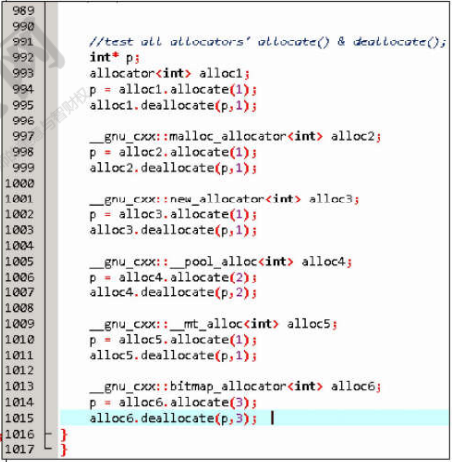 989
990
991 //test all allocators' allocate() & deallocate();
992 int* p;
993 allocator<int> alloc1;
994 p = alloc1.allocate(1);
995 alloc1.deallocate(p,1);
996
997 __gnu_cxx::malloc_allocator<int> alloc2;
998 p = alloc2.allocate(1);
999 alloc2.deallocate(p,1);
1000
1001 __gnu_cxx::new_allocator<int> alloc3;
1002 p = alloc3.allocate(1);
1003 alloc3.deallocate(p,1);
1004
1005 __gnu_cxx::__pool_alloc<int> alloc4;
1006 p = alloc4.allocate(2);
1007 alloc4.deallocate(p,2);
1008
1009 __gnu_cxx::__mt_alloc<int> alloc5;
1010 p = alloc5.allocate(1);
1011 alloc5.deallocate(p,1);
1012
1013 __gnu_cxx::bitmap_allocator<int> alloc6;
1014 p = alloc6.allocate(3);
1015 alloc6.deallocate(p,3);
1016 }
1017 }